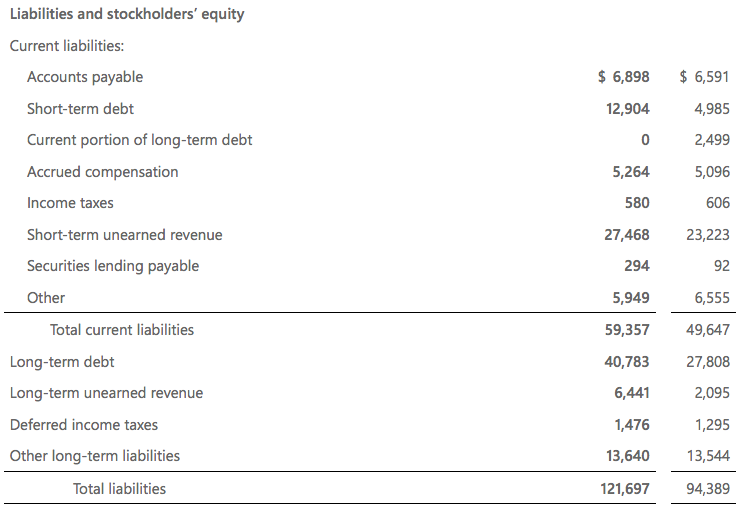 Liabilities and stockholders’ equity
Current liabilities:
Accounts payable $ 6,898 $ 6,591
Short-term debt 12,904 4,985
Current portion of long-term debt 0 2,499
Accrued compensation 5,264 5,096
Income taxes 580 606
Short-term unearned revenue 27,468 23,223
Securities lending payable 294 92
Other 5,949 6,555
Total current liabilities 59,357 49,647
Long-term debt 40,783 27,808
Long-term unearned revenue 6,441 2,095
Deferred income taxes 1,476 1,295
Other long-term liabilities 13,640 13,544
Total liabilities 121,697 94,389